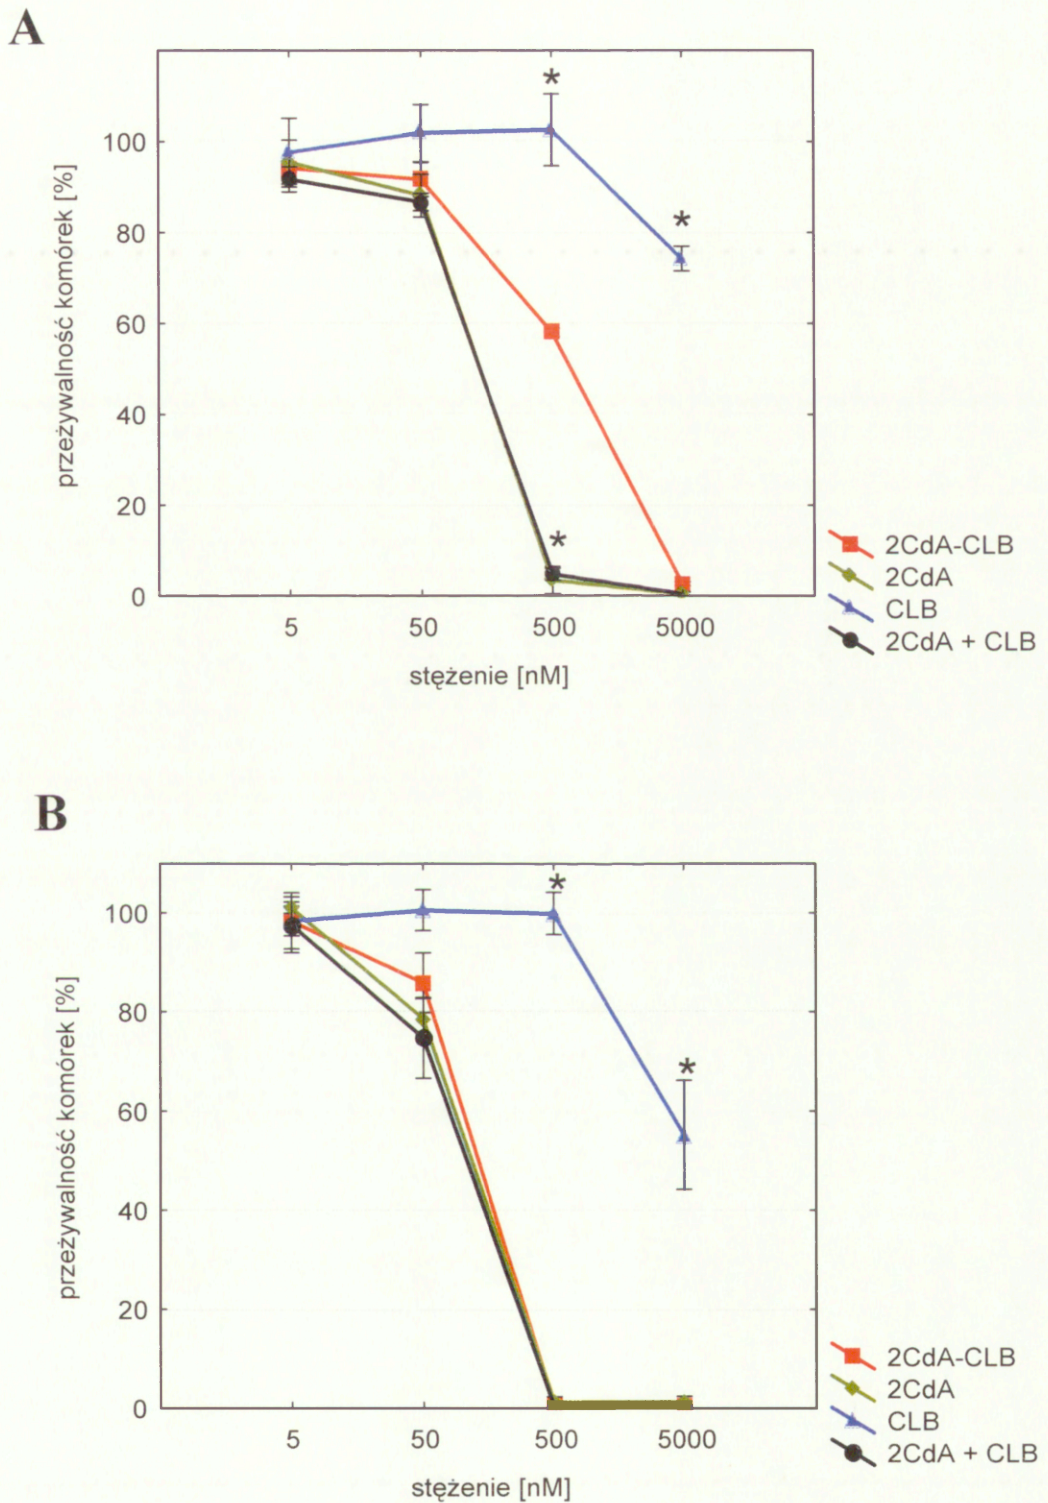 A
*
100
*
80
60
40
20
*
0
5 50 500 5000
przeżywalność komórek [%]
stężenie [nM]
2CdA-CLB
2CdA
CLB
2CdA + CLB
B
*
100
80
*
60
40
20
0
5 50 500 5000
przeżywalność komórek [%]
stężenie [nM]
2CdA-CLB
2CdA
CLB
2CdA + CLB